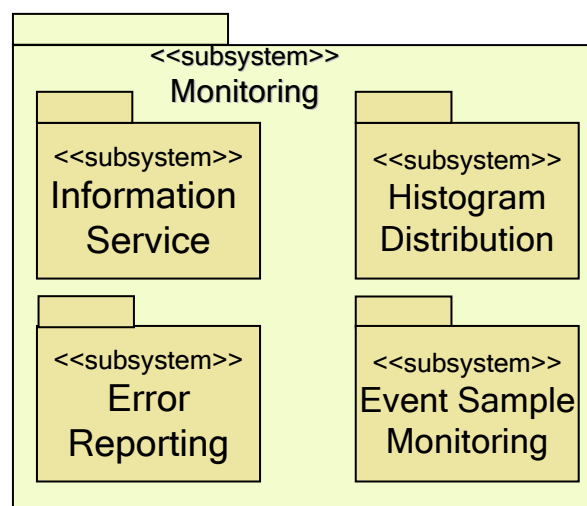 <<subsystem>>
Monitoring
<<subsystem>>
Information
Service
<<subsystem>>
Histogram
Distribution
<<subsystem>>
Error
Reporting
<<subsystem>>
Event Sample
Monitoring